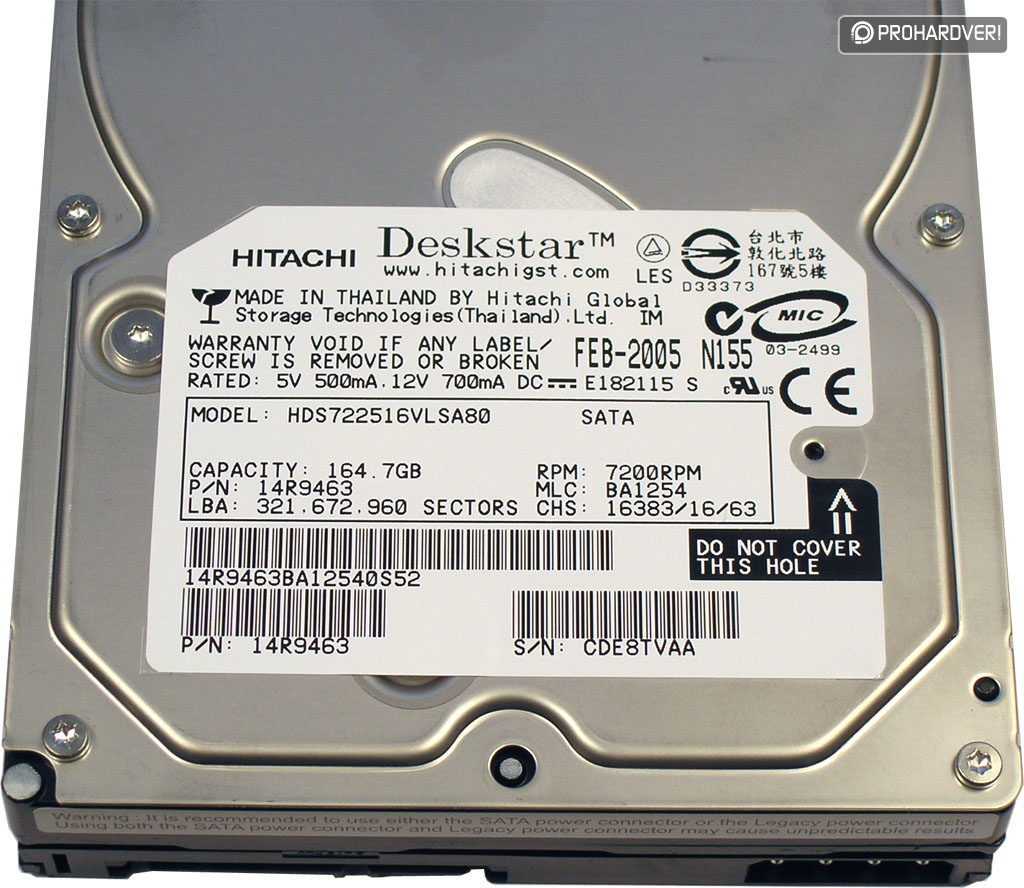 PROHARDVER!
HITACHI Deskstar™
www.hitachigst.com
LES
D33373
台北市
敦化北路
167號5樓
MADE IN THAILAND BY Hitachi Global
Storage Technologies(Thailand).Ltd. IM
MIC
03-2499
WARRANTY VOID IF ANY LABEL/
SCREW IS REMOVED OR BROKEN
FEB-2005 N155
RATED: 5V 500mA.12V 700mA DC E182115 S
c UR us
CE
MODEL: HDS722516VLSA80 SATA
CAPACITY: 164.7GB RPM: 7200RPM
P/N: 14R9463 MLC: BA1254
LBA: 321.672.960 SECTORS CHS: 16383/16/63
DO NOT COVER
THIS HOLE
14R9463BA12540S52
P/N: 14R9463 S/N: CDE8TVAA
Warning : It is recommended to use either the SATA power connector or the Legacy power connector
Using both the SATA power connector and Legacy power connector may cause unpredictable results